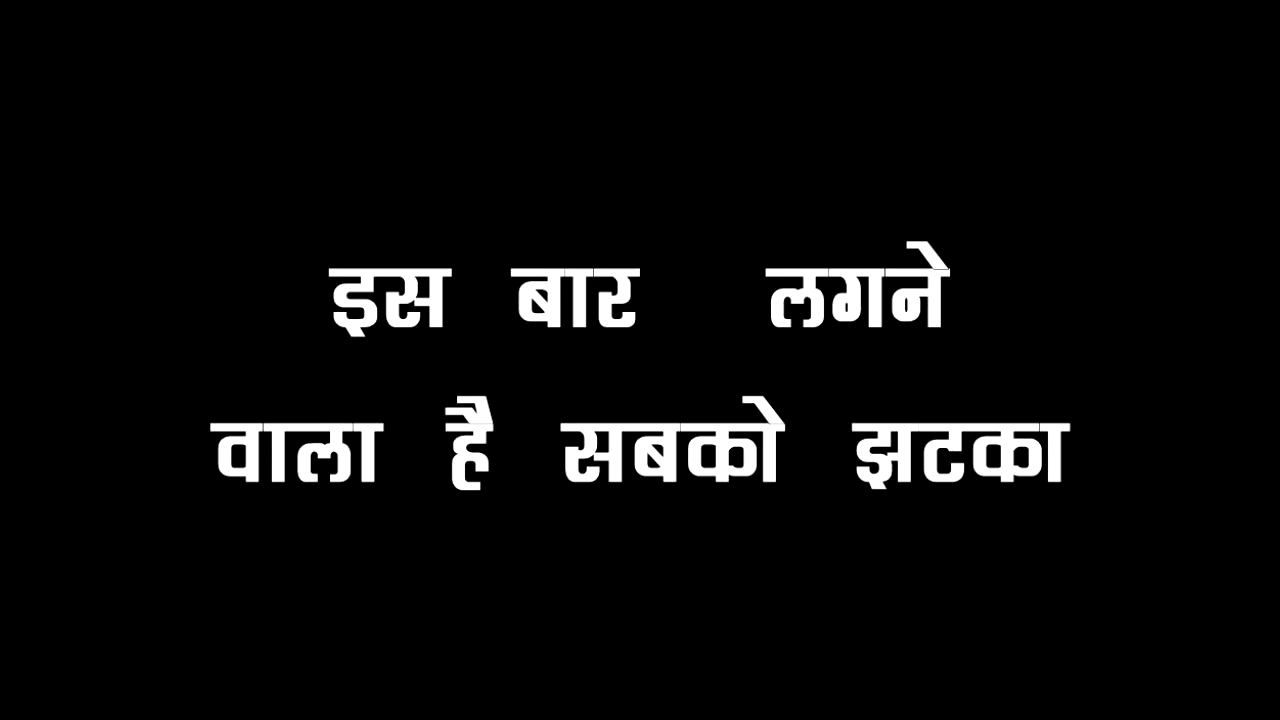 इस बार लगने
वाला है सबको झटका